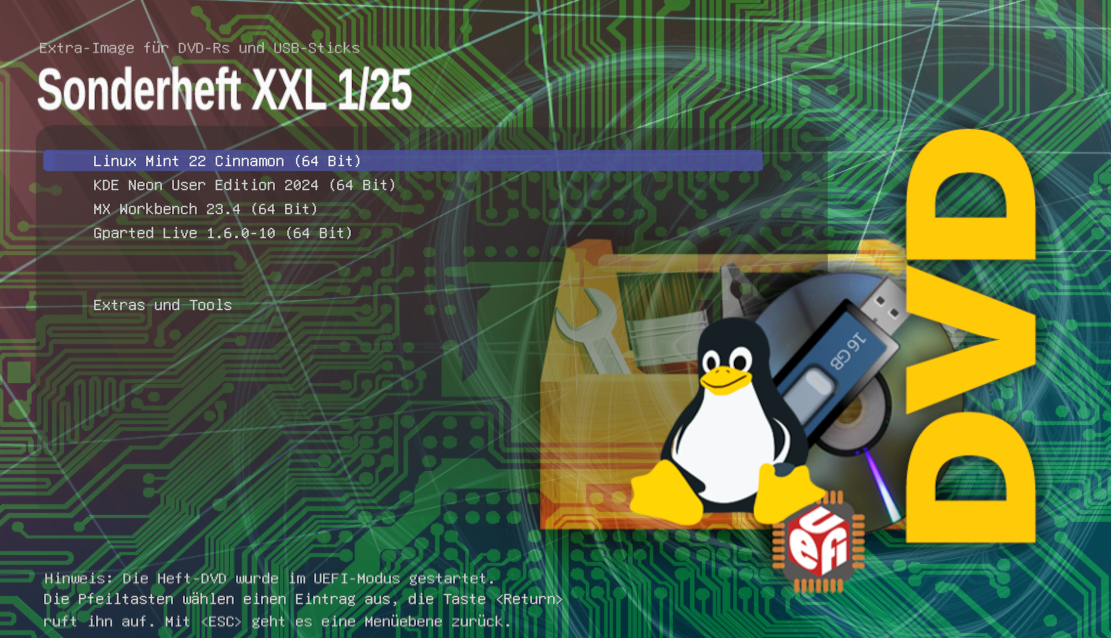 Extra-Image für DVD-Rs und USB-Sticks
Sonderheft XXL 1/25
Linux Mint 22 Cinnamon (64 Bit)
KDE Neon User Edition 2024 (64 Bit)
MX Workbench 23.4 (64 Bit)
Gparted Live 1.6.0-10 (64 Bit)
Extras und Tools
DVD
16 GB
uefi
Hinweis: Die Heft-DVD wurde im UEFI-Modus gestartet.
Die Pfeiltasten wählen einen Eintrag aus, die Taste <Return>
ruft ihn auf. Mit <ESC> geht es eine Menüebene zurück.